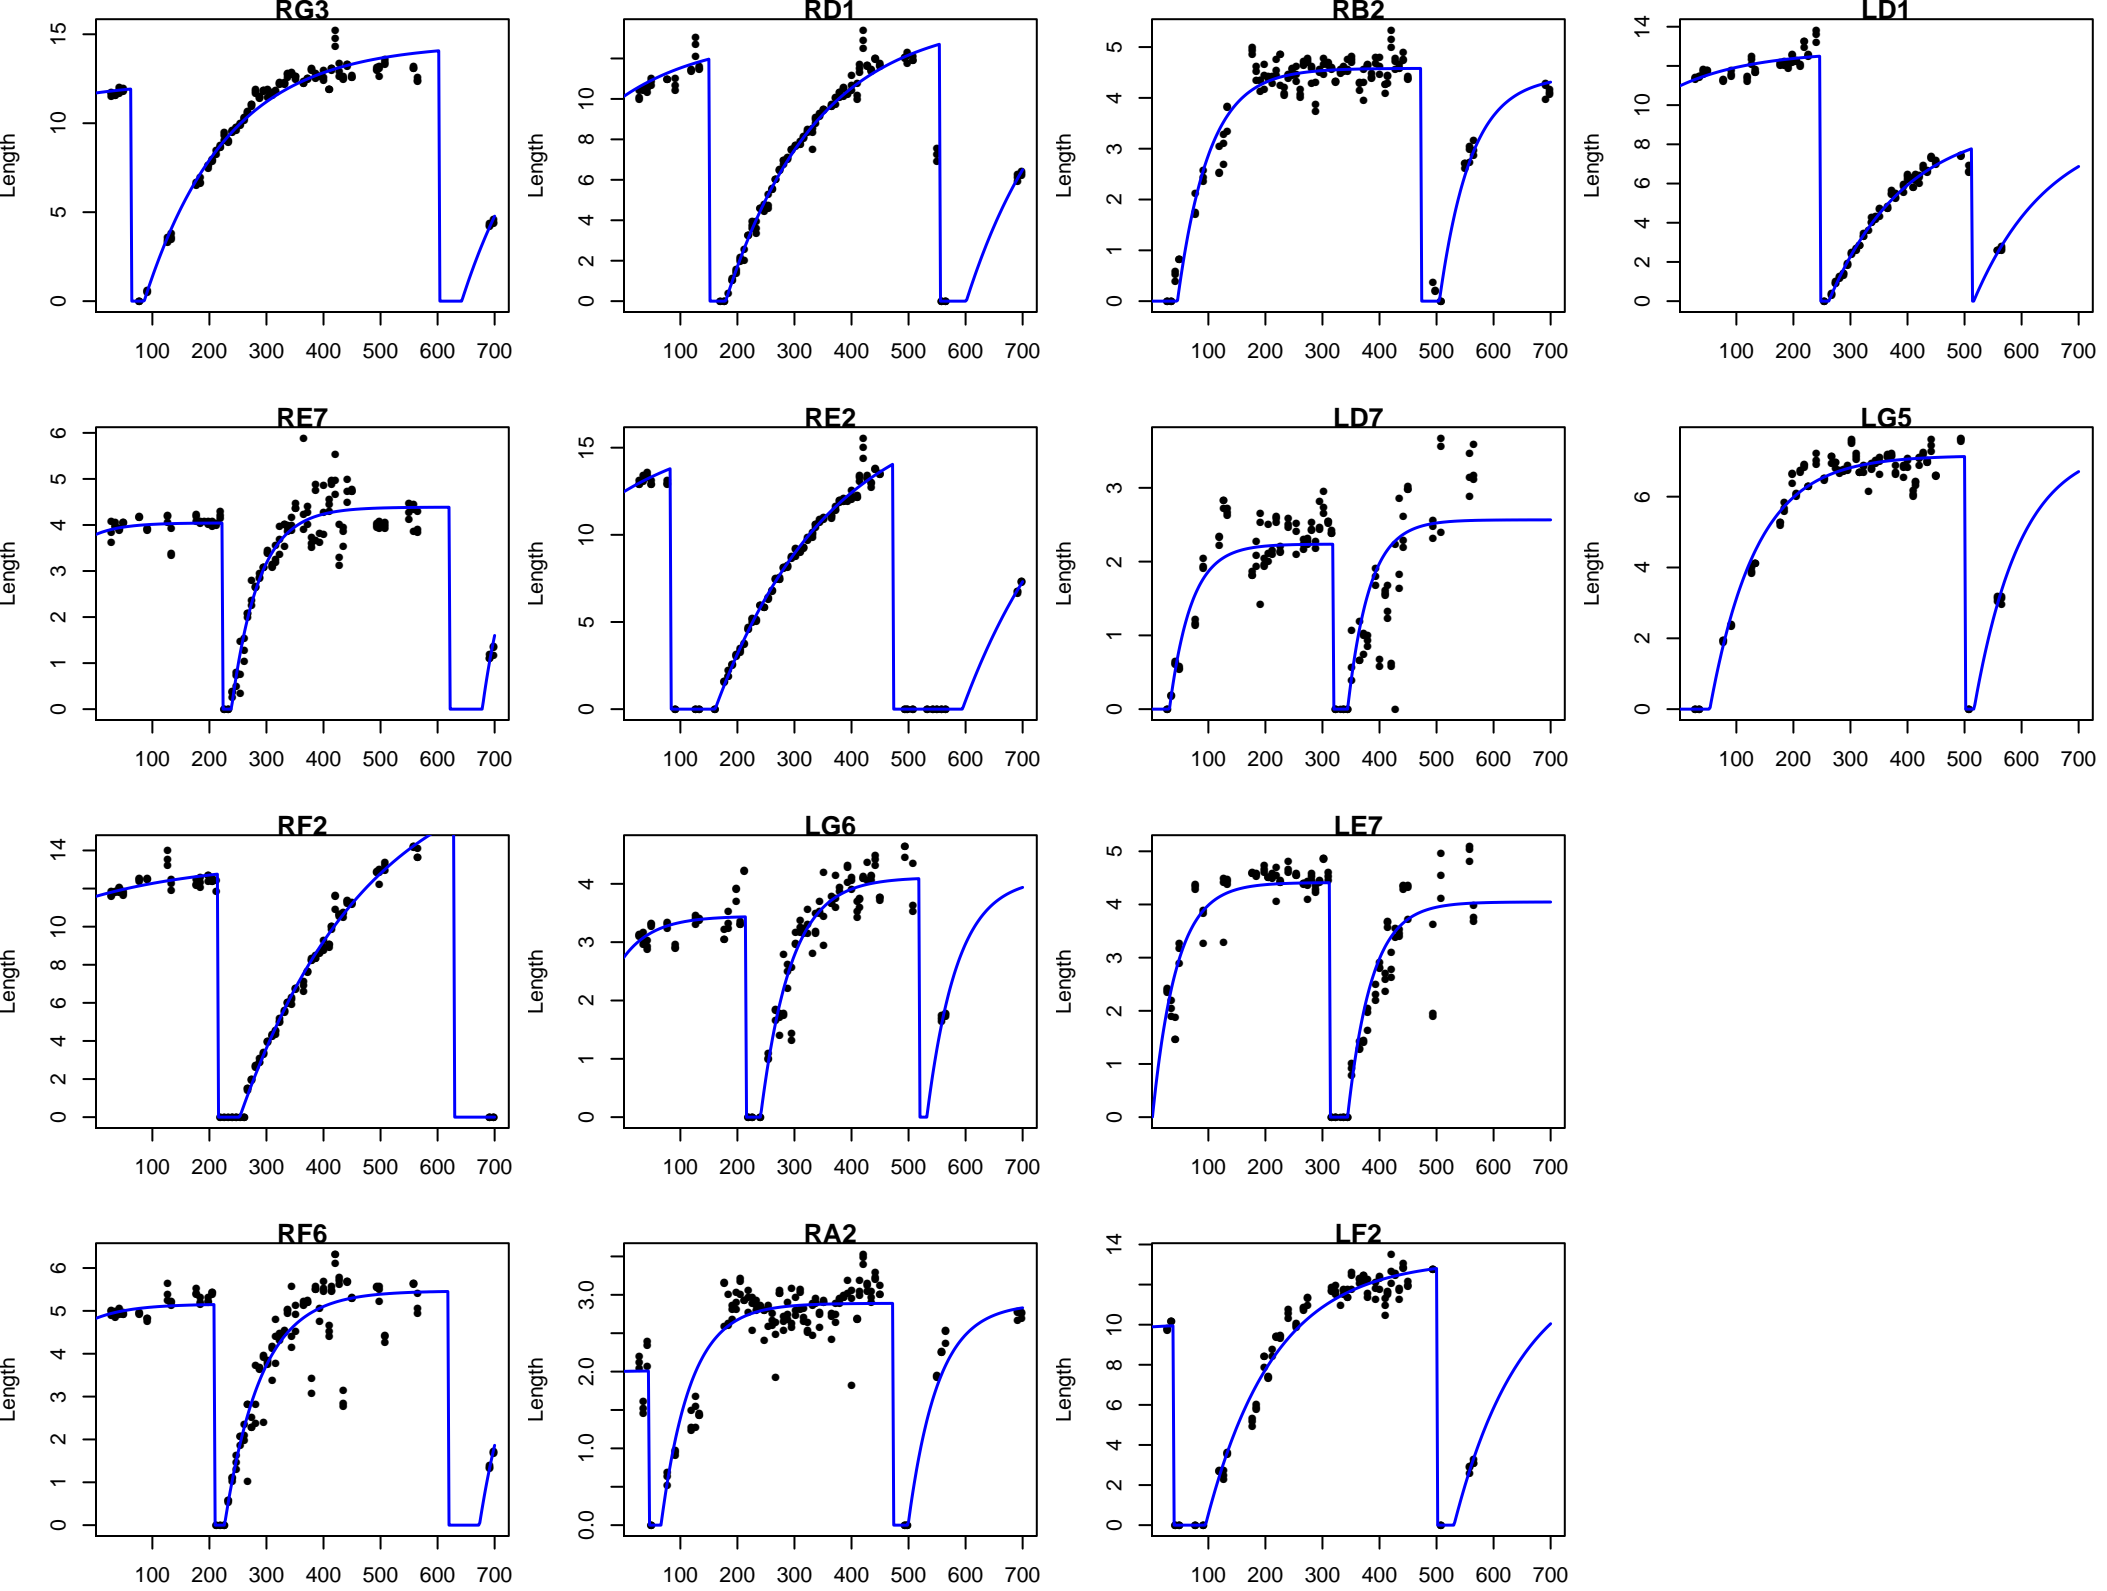 RG3 RD1 RB2 LD1
Length Length Length Length
0 5 10 15
0 2 4 6 8 10
0 1 2 3 4 5
0 2 4 6 8 10 14
100 200 300 400 500 600 700
100 200 300 400 500 600 700
100 200 300 400 500 600 700
100 200 300 400 500 600 700
RE7 RE2 LD7 LG5
Length Length Length Length
0 1 2 3 4 5 6
0 5 10 15
0 1 2 3
0 2 4 6
100 200 300 400 500 600 700
100 200 300 400 500 600 700
100 200 300 400 500 600 700
100 200 300 400 500 600 700
RF2 LG6 LE7
Length Length Length
0 2 4 6 8 10 14
0 1 2 3 4
0 1 2 3 4 5
100 200 300 400 500 600 700
100 200 300 400 500 600 700
100 200 300 400 500 600 700
RF6 RA2 LF2
Length Length Length
0 1 2 3 4 5 6
0.0 1.0 2.0 3.0
0 2 4 6 8 10 14
100 200 300 400 500 600 700
100 200 300 400 500 600 700
100 200 300 400 500 600 700